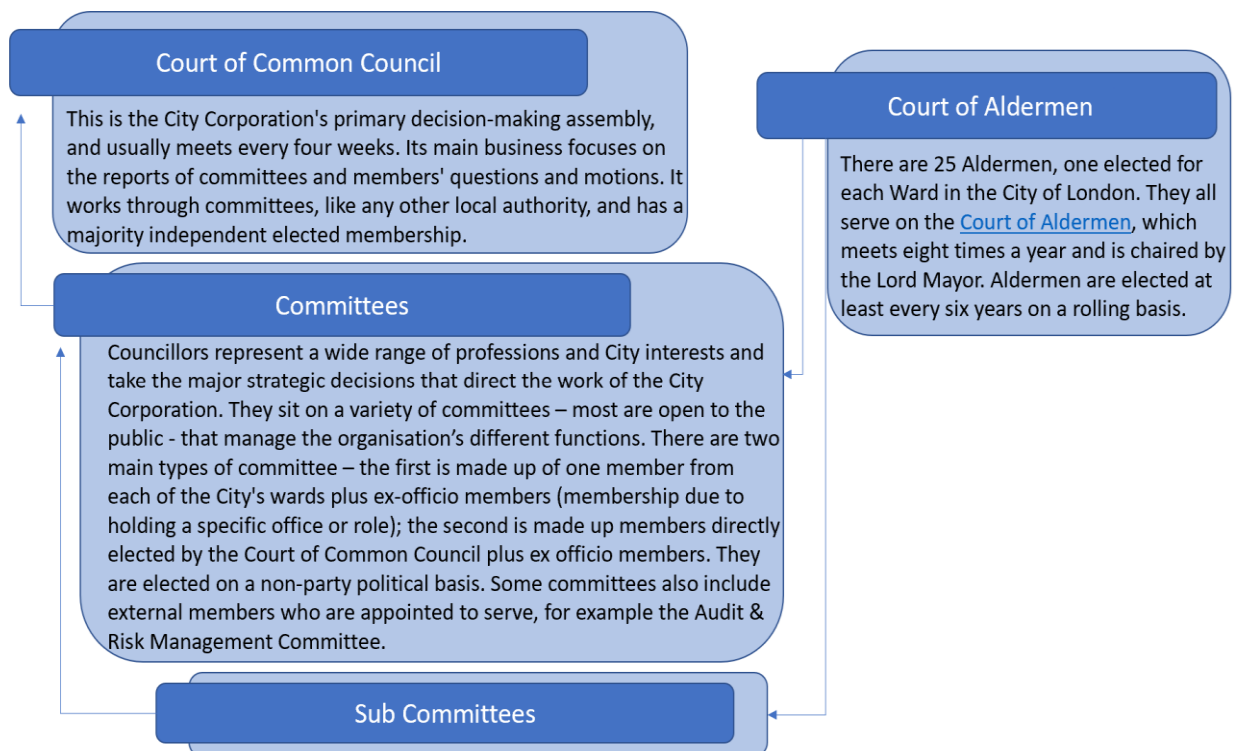 Court of Common Council
This is the City Corporation's primary decision-making assembly,
and usually meets every four weeks. Its main business focuses on
the reports of committees and members' questions and motions. It
works through committees, like any other local authority, and has a
majority independent elected membership.
Court of Aldermen
There are 25 Aldermen, one elected for
each Ward in the City of London. They all
serve on the Court of Aldermen, which
meets eight times a year and is chaired by
the Lord Mayor. Aldermen are elected at
least every six years on a rolling basis.
Committees
Councillors represent a wide range of professions and City interests and
take the major strategic decisions that direct the work of the City
Corporation. They sit on a variety of committees – most are open to the
public - that manage the organisation’s different functions. There are two
main types of committee – the first is made up of one member from
each of the City's wards plus ex-officio members (membership due to
holding a specific office or role); the second is made up members directly
elected by the Court of Common Council plus ex officio members. They
are elected on a non-party political basis. Some committees also include
external members who are appointed to serve, for example the Audit &
Risk Management Committee.
Sub Committees